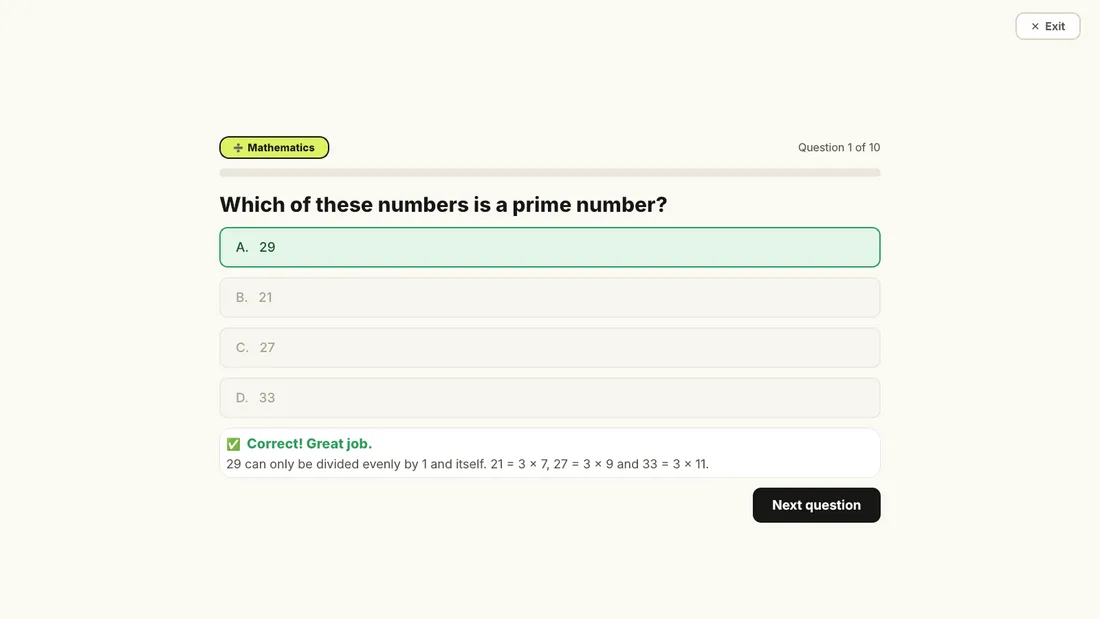 × Exit
➗ Mathematics
Question 1 of 10
Which of these numbers is a prime number?
A. 29
B. 21
C. 27
D. 33
✅ Correct! Great job.
29 can only be divided evenly by 1 and itself. 21 = 3 × 7, 27 = 3 × 9 and 33 = 3 × 11.
Next question